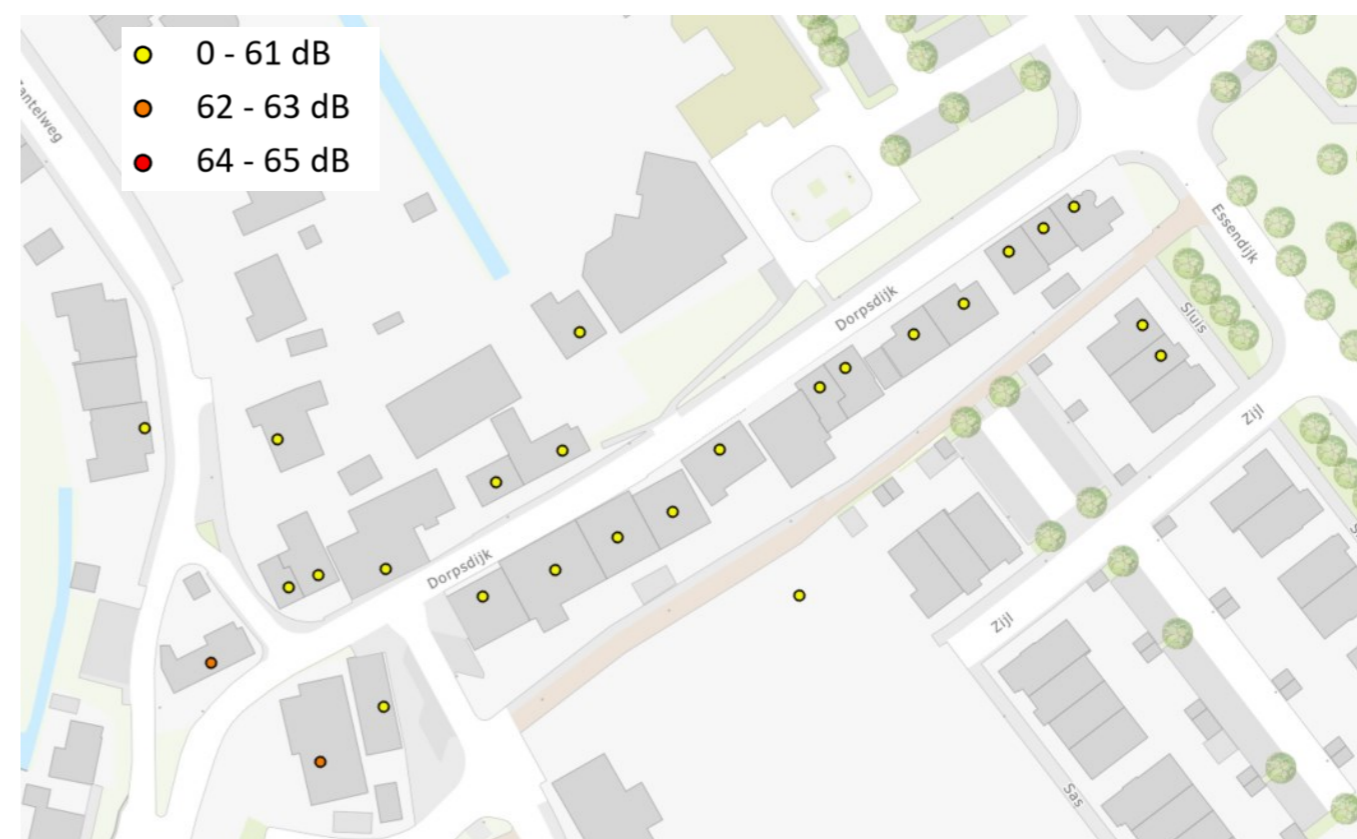 0 - 61 dB
62 - 63 dB
64 - 65 dB
Essendijk
Dorpsdijk
Sluis
Zijl
Dorpsdijk
Zijl
Sas